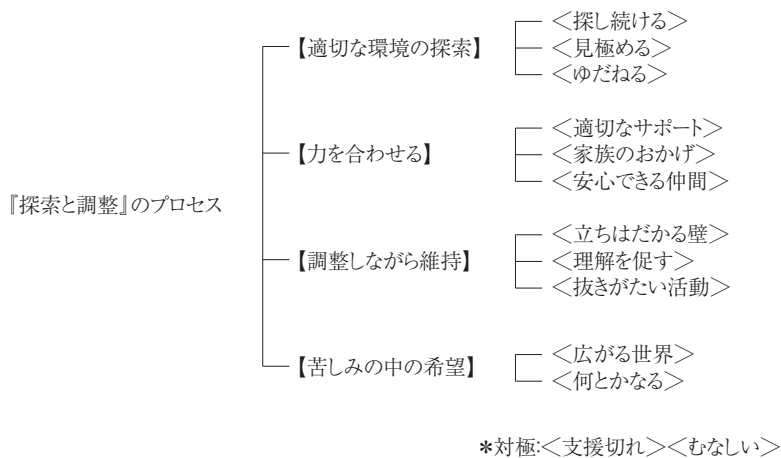 『探索と調整』のプロセス
【適切な環境の探索】
＜探し続ける＞
＜見極める＞
＜ゆだねる＞
【力を合わせる】
＜適切なサポート＞
＜家族のおかげ＞
＜安心できる仲間＞
【調整しながら維持】
＜立ちはだかる壁＞
＜理解を促す＞
＜抜きがたい活動＞
【苦しみの中の希望】
＜広がる世界＞
＜何とかなる＞
＊対極:＜支援切れ＞＜むなしい＞